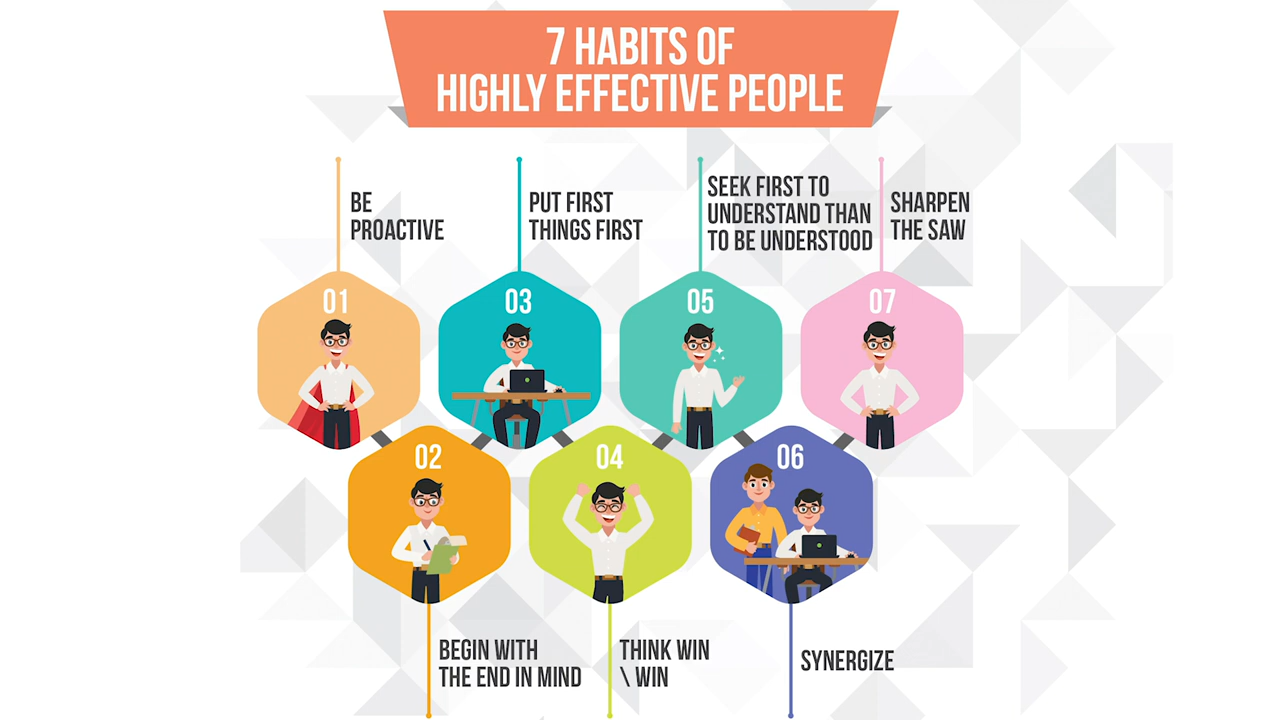 7 HABITS OF
HIGHLY EFFECTIVE PEOPLE
BE
PROACTIVE
PUT FIRST
THINGS FIRST
SEEK FIRST TO
UNDERSTAND THAN
TO BE UNDERSTOOD
SHARPEN
THE SAW
01
03
05
07
02
04
06
BEGIN WITH
THE END IN MIND
THINK WIN
\ WIN
SYNERGIZE